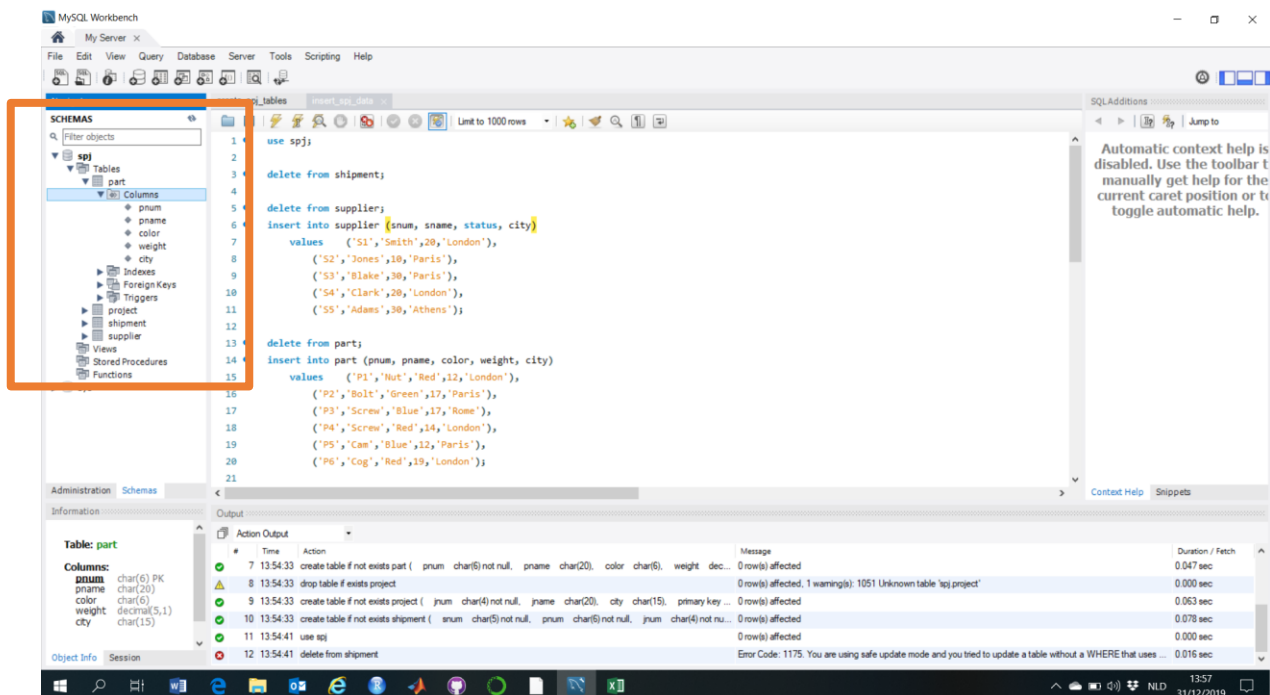 MySQL Workbench
My Server
File Edit View Query Database Server Tools Scripting Help
spj_tables insert_spj_data
SQLAdditions
SCHEMAS
Filter objects
spj
Tables
part
Columns
pnum
pname
color
weight
city
Indexes
Foreign Keys
Triggers
project
shipment
supplier
Views
Stored Procedures
Functions
Administration Schemas
Limit to 1000 rows
1 use spj;
2
3 delete from shipment;
4
5 delete from supplier;
6 insert into supplier (snum, sname, status, city)
7 values ('S1','Smith',20,'London'),
8 ('S2','Jones',10,'Paris'),
9 ('S3','Blake',30,'Paris'),
10 ('S4','Clark',20,'London'),
11 ('S5','Adams',30,'Athens');
12
13 delete from part;
14 insert into part (pnum, pname, color, weight, city)
15 values ('P1','Nut','Red',12,'London'),
16 ('P2','Bolt','Green',17,'Paris'),
17 ('P3','Screw','Blue',17,'Rome'),
18 ('P4','Screw','Red',14,'London'),
19 ('P5','Cam','Blue',12,'Paris'),
20 ('P6','Cog','Red',19,'London');
21
Jump to
Automatic context help is
disabled. Use the toolbar t
manually get help for the
current caret position or to
toggle automatic help.
Context Help Snippets
Information
Table: part
Columns:
pnum char(6) PK
pname char(20)
color char(6)
weight decimal(5,1)
city char(15)
Object Info Session
Output
Action Output
# Time Action Message Duration / Fetch
7 13:54:33 create table if not exists part ( pnum char(6) not null, pname char(20), color char(6), weight dec... 0 row(s) affected 0.047 sec
8 13:54:33 drop table if exists project 0 row(s) affected, 1 warning(s): 1051 Unknown table 'spj.project' 0.000 sec
9 13:54:33 create table if not exists project ( jnum char(4) not null, jname char(20), city char(15), primary key ... 0 row(s) affected 0.063 sec
10 13:54:33 create table if not exists shipment ( snum char(5) not null, pnum char(6) not null, jnum char(4) not nu... 0 row(s) affected 0.078 sec
11 13:54:41 use spj 0 row(s) affected 0.000 sec
12 13:54:41 delete from shipment Error Code: 1175. You are using safe update mode and you tried to update a table without a WHERE that uses ... 0.016 sec
NLD
13:57
31/12/2019